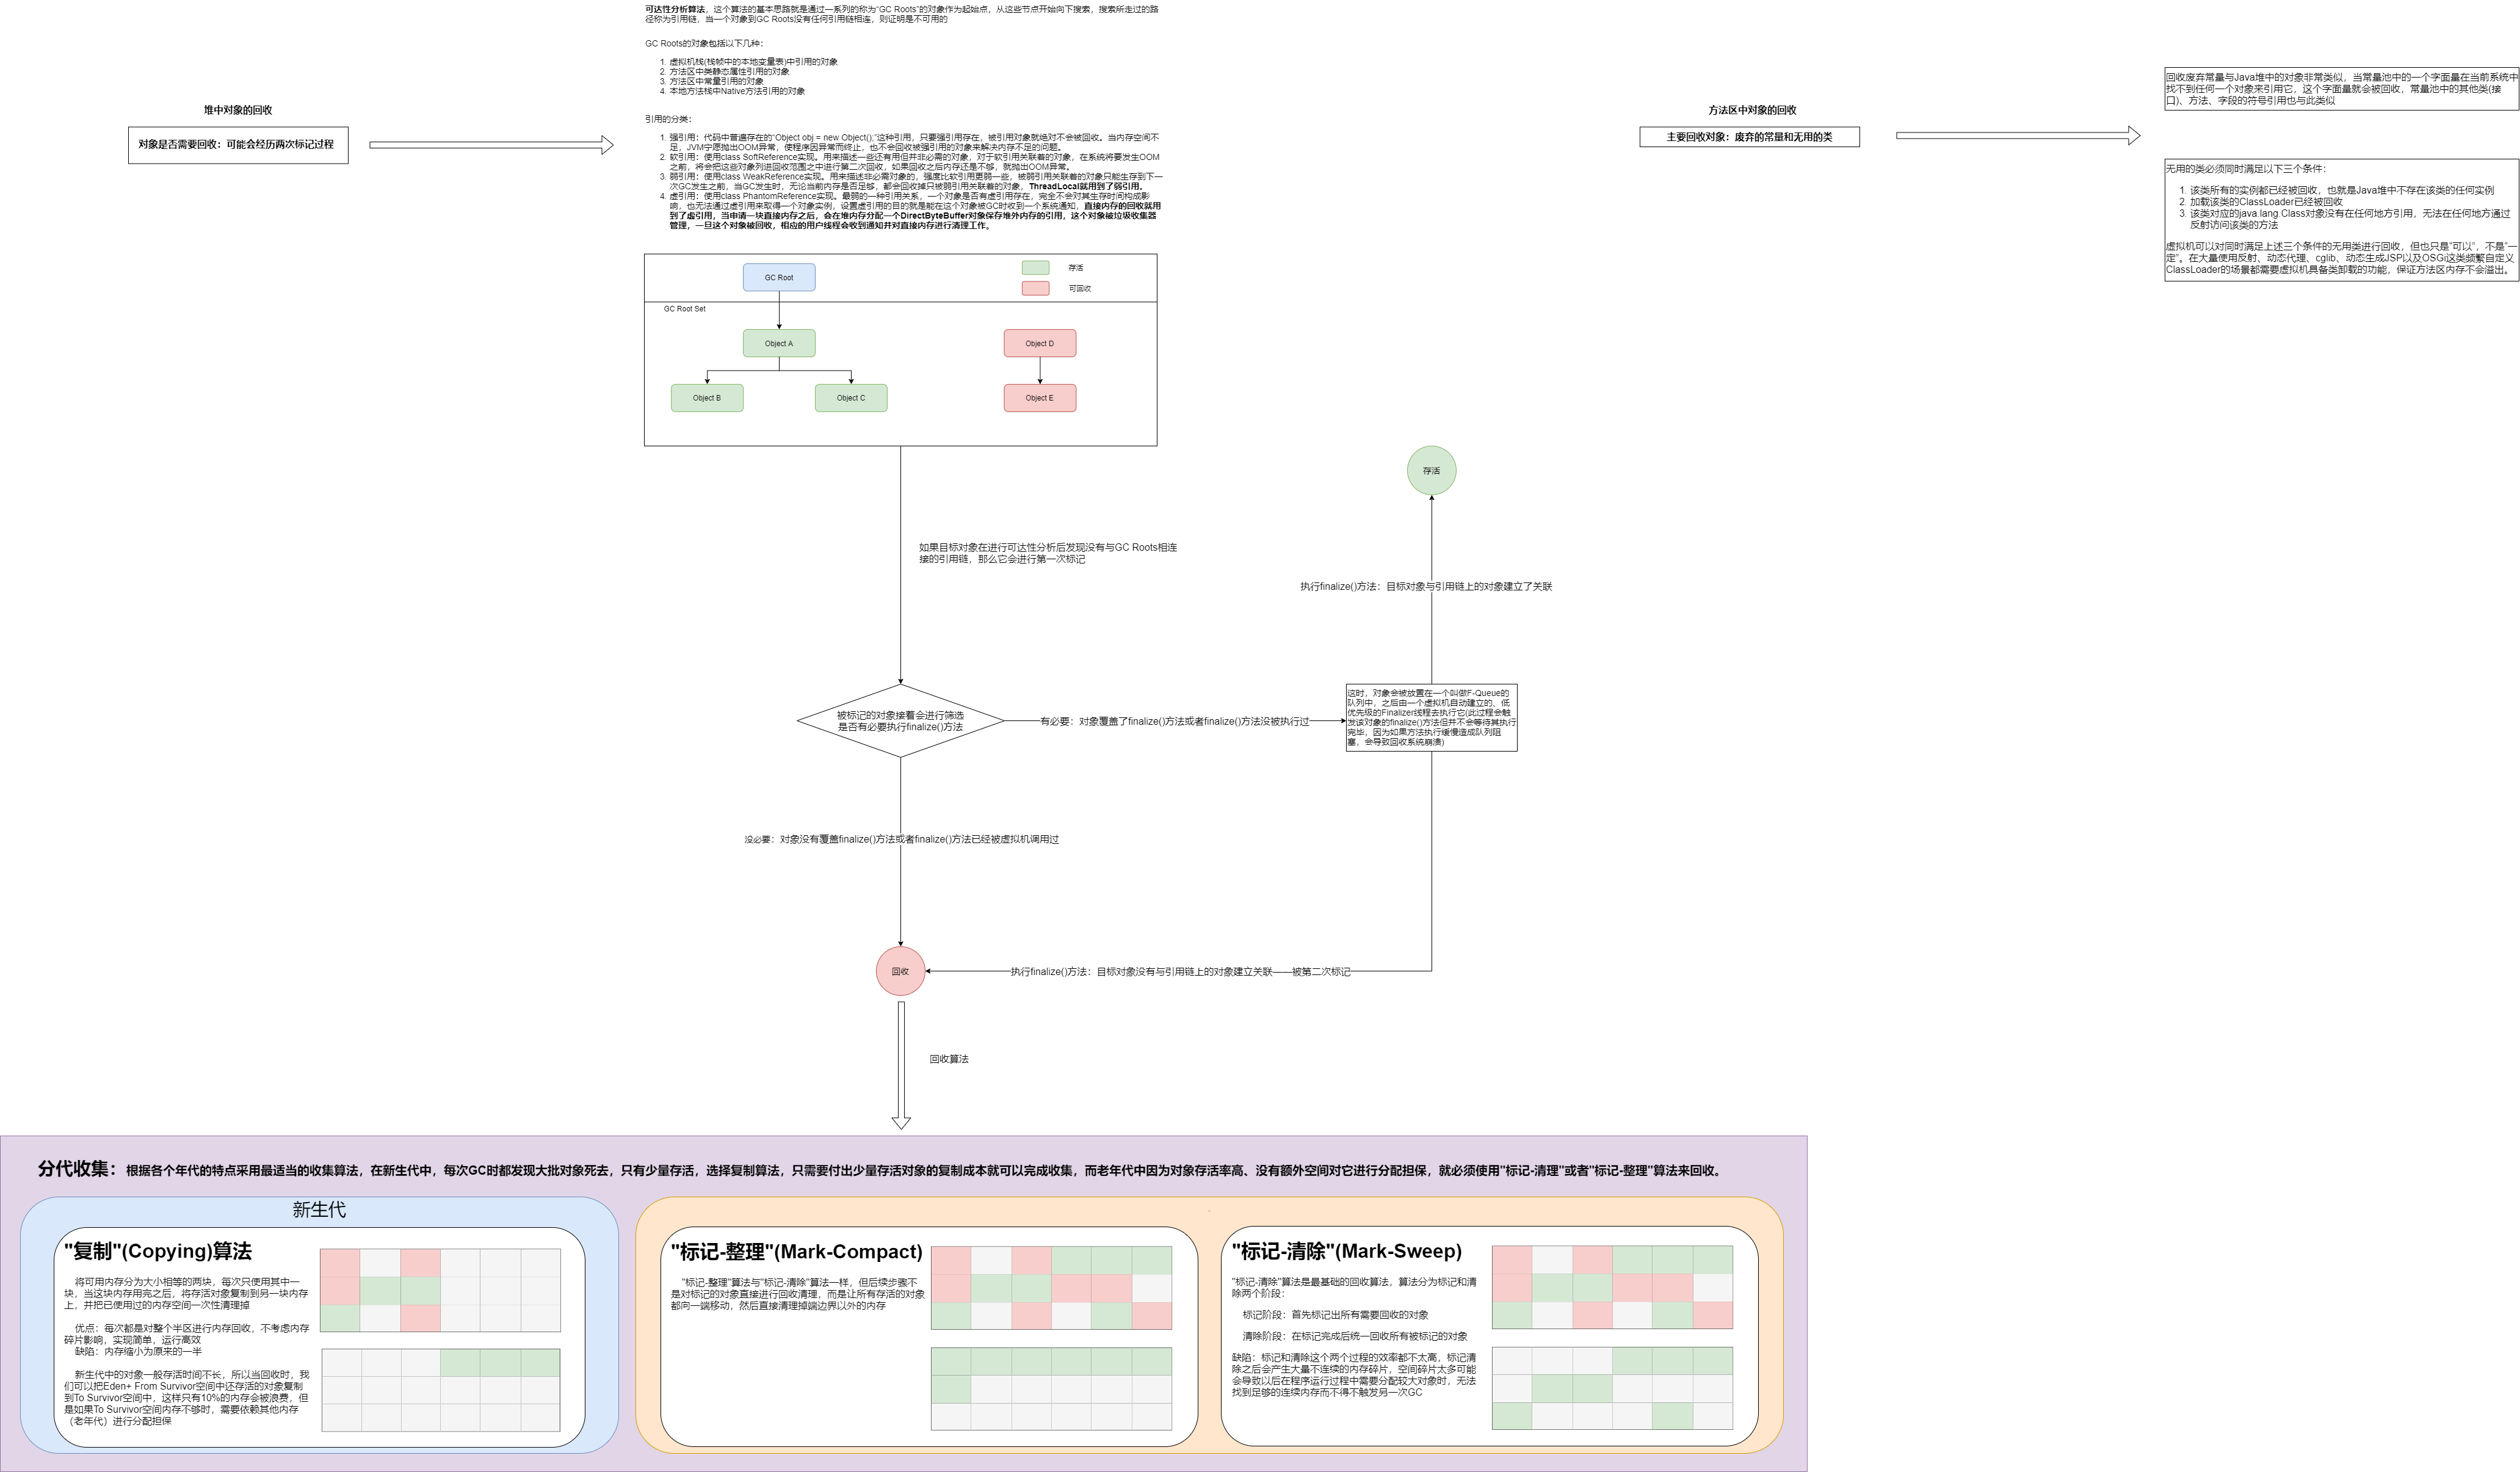 可达性分析算法，这个算法的基本思路就是通过一系列的称为“GC Roots”的对象作为起始点，从这些节点开始向下搜索，搜索所走过的路
径称为引用链，当一个对象到GC Roots没有任何引用链相连，则证明是不可用的
GC Roots的对象包括以下几种：
1. 虚拟机栈(栈帧中的本地变量表)中引用的对象
2. 方法区中类静态属性引用的对象
3. 方法区中常量引用的对象
4. 本地方法栈中Native方法引用的对象
堆中对象的回收
对象是否需要回收：可能会经历两次标记过程
引用的分类：
1. 强引用：代码中普遍存在的“Object obj = new Object();”这种引用，只要强引用存在，被引用对象就绝对不会被回收。当内存空间不
足，JVM宁愿抛出OOM异常，使程序因异常而终止，也不会回收被强引用的对象来解决内存不足的问题。
2. 软引用：使用class SoftReference实现。用来描述一些还有用但并非必需的对象，对于软引用关联着的对象，在系统将要发生OOM
之前，将会把这些对象列进回收范围之中进行第二次回收，如果回收之后内存还是不够，就抛出OOM异常。
3. 弱引用：使用class WeakReference实现。用来描述非必需对象的，强度比软引用更弱一些，被弱引用关联着的对象只能生存到下一
次GC发生之前，当GC发生时，无论当前内存是否足够，都会回收掉只被弱引用关联着的对象，ThreadLocal就用到了弱引用。
4. 虚引用：使用class PhantomReference实现。最弱的一种引用关系，一个对象是否有虚引用存在，完全不会对其生存时间构成影
响，也无法通过虚引用来取得一个对象实例，设置虚引用的目的就是能在这个对象被GC时收到一个系统通知，直接内存的回收就用
到了虚引用，当申请一块直接内存之后，会在堆内存分配一个DirectByteBuffer对象保存堆外内存的引用，这个对象被垃圾收集器
管理，一旦这个对象被回收，相应的用户线程会收到通知并对直接内存进行清理工作。
方法区中对象的回收
主要回收对象：废弃的常量和无用的类
回收废弃常量与Java堆中的对象非常类似，当常量池中的一个字面量在当前系统中
找不到任何一个对象来引用它，这个字面量就会被回收，常量池中的其他类(接
口)、方法、字段的符号引用也与此类似
无用的类必须同时满足以下三个条件：
1. 该类所有的实例都已经被回收，也就是Java堆中不存在该类的任何实例
2. 加载该类的ClassLoader已经被回收
3. 该类对应的java.lang.Class对象没有在任何地方引用，无法在任何地方通过
反射访问该类的方法
虚拟机可以对同时满足上述三个条件的无用类进行回收，但也只是“可以“，不是”一
定”。在大量使用反射、动态代理、cglib、动态生成JSP以及OSGi这类频繁自定义
ClassLoader的场景都需要虚拟机具备类卸载的功能，保证方法区内存不会溢出。
GC Root
存活
可回收
GC Root Set
Object A
Object D
Object B
Object C
Object E
存活
如果目标对象在进行可达性分析后发现没有与GC Roots相连
接的引用链，那么它会进行第一次标记
执行finalize()方法：目标对象与引用链上的对象建立了关联
被标记的对象接着会进行筛选
是否有必要执行finalize()方法
有必要：对象覆盖了finalize()方法或者finalize()方法没被执行过
这时，对象会被放置在一个叫做F-Queue的
队列中，之后由一个虚拟机自动建立的、低
优先级的Finalizer线程去执行它(此过程会触
发该对象的finalize()方法但并不会等待其执行
完毕，因为如果方法执行缓慢造成队列阻
塞，会导致回收系统崩溃)
没必要：对象没有覆盖finalize()方法或者finalize()方法已经被虚拟机调用过
回收
执行finalize()方法：目标对象没有与引用链上的对象建立关联——被第二次标记
回收算法
分代收集：根据各个年代的特点采用最适当的收集算法，在新生代中，每次GC时都发现大批对象死去，只有少量存活，选择复制算法，只需要付出少量存活对象的复制成本就可以完成收集，而老年代中因为对象存活率高、没有额外空间对它进行分配担保，就必须使用"标记-清理"或者"标记-整理"算法来回收。
新生代
"复制"(Copying)算法
将可用内存分为大小相等的两块，每次只使用其中一
块，当这块内存用完之后，将存活对象复制到另一块内存
上，并把已使用过的内存空间一次性清理掉
优点：每次都是对整个半区进行内存回收，不考虑内存
碎片影响，实现简单，运行高效
缺陷：内存缩小为原来的一半
新生代中的对象一般存活时间不长，所以当回收时，我
们可以把Eden+ From Survivor空间中还存活的对象复制
到To Survivor空间中，这样只有10%的内存会被浪费，但
是如果To Survivor空间内存不够时，需要依赖其他内存
（老年代）进行分配担保
"标记-整理"(Mark-Compact)
"标记-整理"算法与"标记-清除"算法一样，但后续步骤不
是对标记的对象直接进行回收清理，而是让所有存活的对象
都向一端移动，然后直接清理掉端边界以外的内存
"标记-清除"(Mark-Sweep)
"标记-清除"算法是最基础的回收算法，算法分为标记和清
除两个阶段：
标记阶段：首先标记出所有需要回收的对象
清除阶段：在标记完成后统一回收所有被标记的对象
缺陷：标记和清除这个两个过程的效率都不太高，标记清
除之后会产生大量不连续的内存碎片，空间碎片太多可能
会导致以后在程序运行过程中需要分配较大对象时，无法
找到足够的连续内存而不得不触发另一次GC